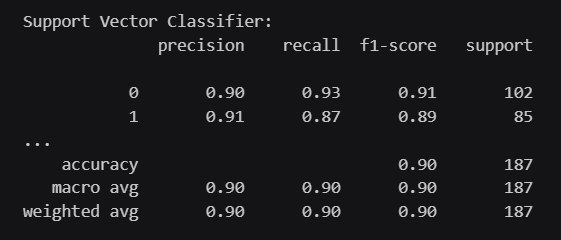 Support Vector Classifier:
precision recall f1-score support
0 0.90 0.93 0.91 102
1 0.91 0.87 0.89 85
...
accuracy 0.90 187
macro avg 0.90 0.90 0.90 187
weighted avg 0.90 0.90 0.90 187